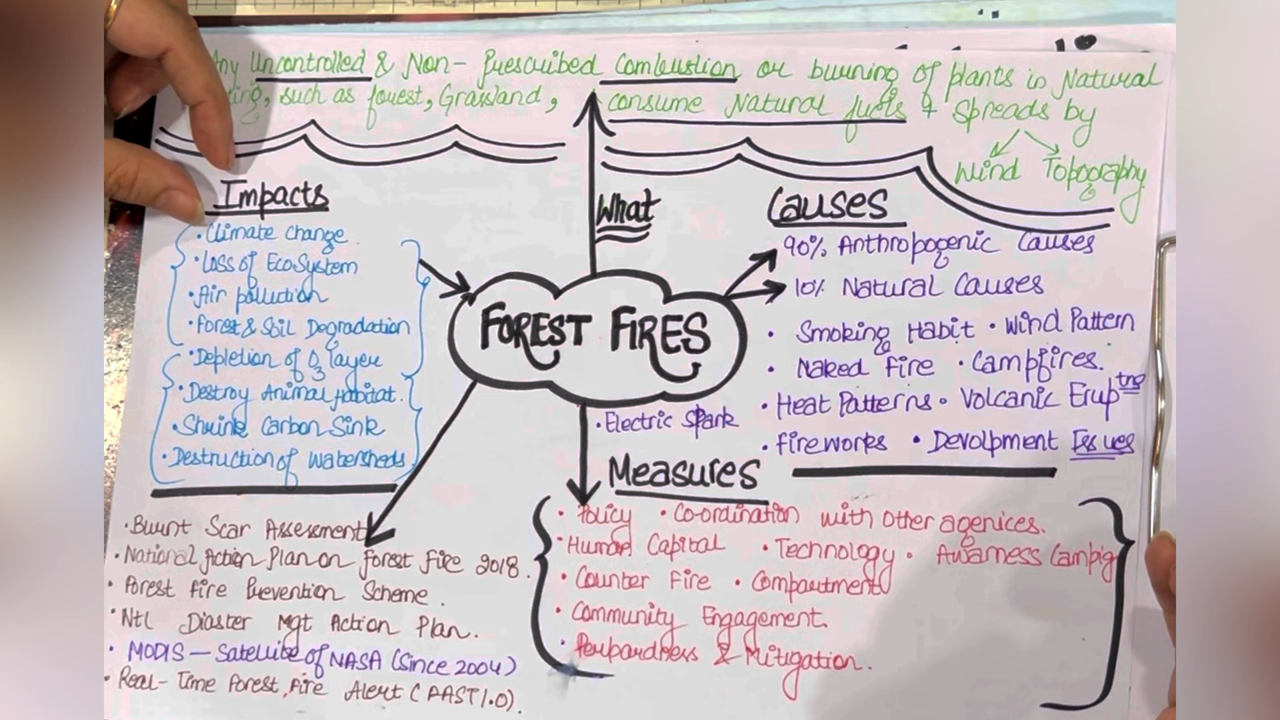 Any Uncontrolled & Non-Prescribed Combustion or burning of plants in Natural
such as forest, Grassland, consume Natural fuels + Spreads by
Wind Topography
Impacts
• Climate change
• Loss of EcoSystem
• Air pollution
• Forest & Soil Degradation
• Depletion of O3 layer
• Destroy Animal Habitat.
• Shrink Carbon Sink
• Destruction of Watersheds
What
FOREST FIRES
Causes
90% Anthropogenic Causes
10% Natural Causes
• Smoking Habit • Wind Pattern
• Naked Fire • Campfires.
• Heat Patterns • Volcanic Eruptns
• fireworks • Devolpment Issues
• Electric Spark
Measures
• Policy • Co-ordination with other agenices.
• Human Capital • Technology • Awarness Campig
• Counter Fire • Compartment
• Community Engagement.
• Perpardness & Mitigation.
• Burnt Scar Assessment
• National Action Plan on Forest Fire 2018.
• Forest Fire Prevention Scheme.
• Ntl Diaster Mgt Action Plan.
• MODIS — Satellite of NASA (Since 2004)
• Real-Time Forest Fire Alert (FAST 1.0).